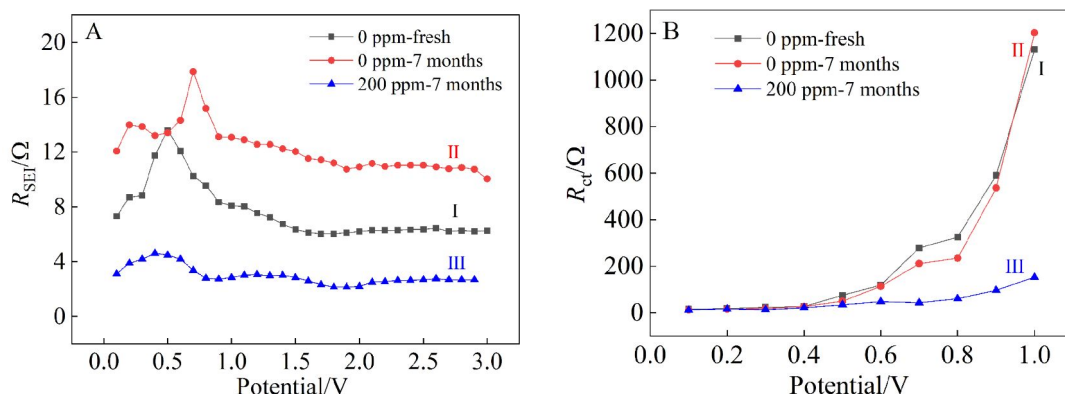 A
0 ppm-fresh
0 ppm-7 months
200 ppm-7 months
20
16
12
8
4
0
R_SEI/Ω
II
I
III
0.0 0.5 1.0 1.5 2.0 2.5 3.0
Potential/V
B
0 ppm-fresh
0 ppm-7 months
200 ppm-7 months
1200
1000
800
600
400
200
0
R_ct/Ω
II
I
III
0.0 0.2 0.4 0.6 0.8 1.0
Potential/V